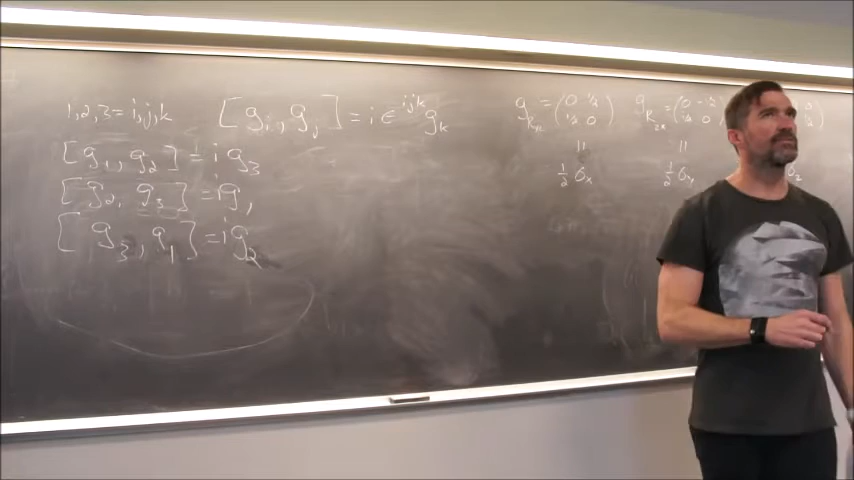 1,2,3 = i,j,k [g_i, g_j] = i ε^{ijk} g_k
[g_1, g_2] = i g_3
[g_2, g_3] = i g_1
[g_3, g_1] = i g_2
= (0 1/2
1/2 0)
= (0 -i/2
0)
||
||
1/2 σ_x
1/2 σ_y
σ_z